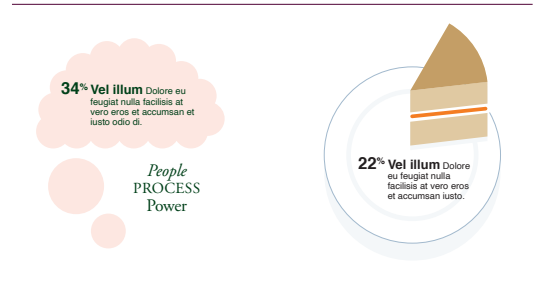 34% Vel illum Dolore eu
feugiat nulla facilisis at
vero eros et accumsan et
iusto odio di.
People
PROCESS
Power
22% Vel illum Dolore
eu feugiat nulla
facilisis at vero eros
et accumsan iusto.